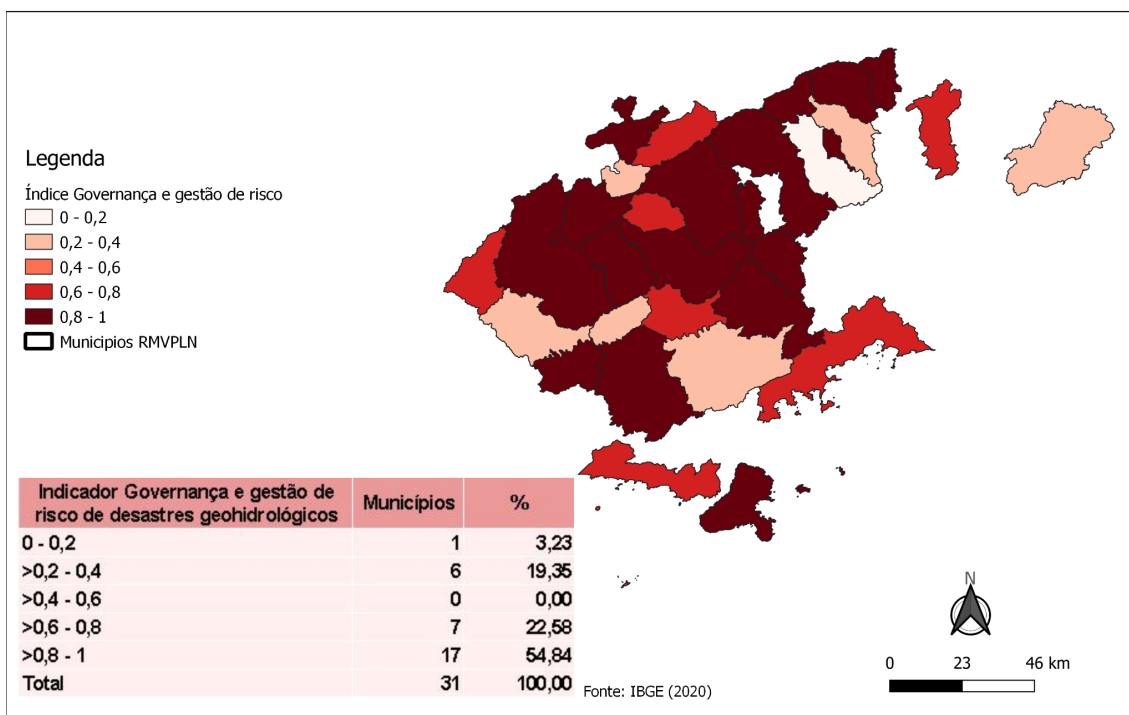 Legenda
Índice Governança e gestão de risco
0 - 0,2
0,2 - 0,4
0,4 - 0,6
0,6 - 0,8
0,8 - 1
Municipios RMVPLN
Indicador Governança e gestão de risco de desastres geohidrológicos Municípios %
0 - 0,2 1 3,23
>0,2 - 0,4 6 19,35
>0,4 - 0,6 0 0,00
>0,6 - 0,8 7 22,58
>0,8 - 1 17 54,84
Total 31 100,00
Fonte: IBGE (2020)
N
0 23 46 km